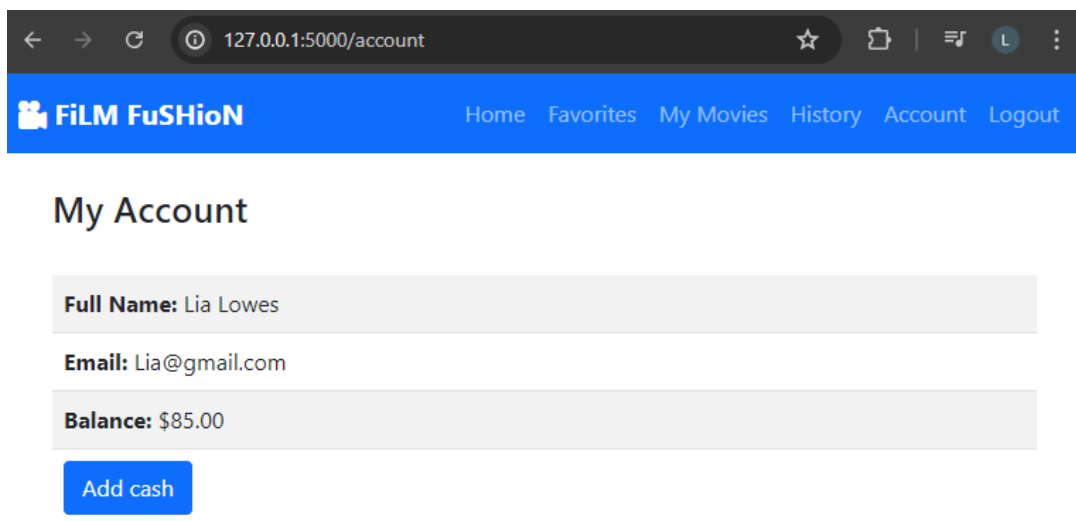 127.0.0.1:5000/account
L
FiLM FuSHioN Home Favorites My Movies History Account Logout
My Account
Full Name: Lia Lowes
Email: Lia@gmail.com
Balance: $85.00
Add cash